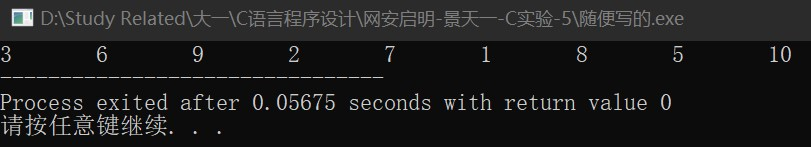 D:\Study Related\大一\C语言程序设计\网安启明-景天一-C实验-5\随便写的.exe
3 6 9 2 7 1 8 5 10
--------------------------------
Process exited after 0.05675 seconds with return value 0
请按任意键继续. . .